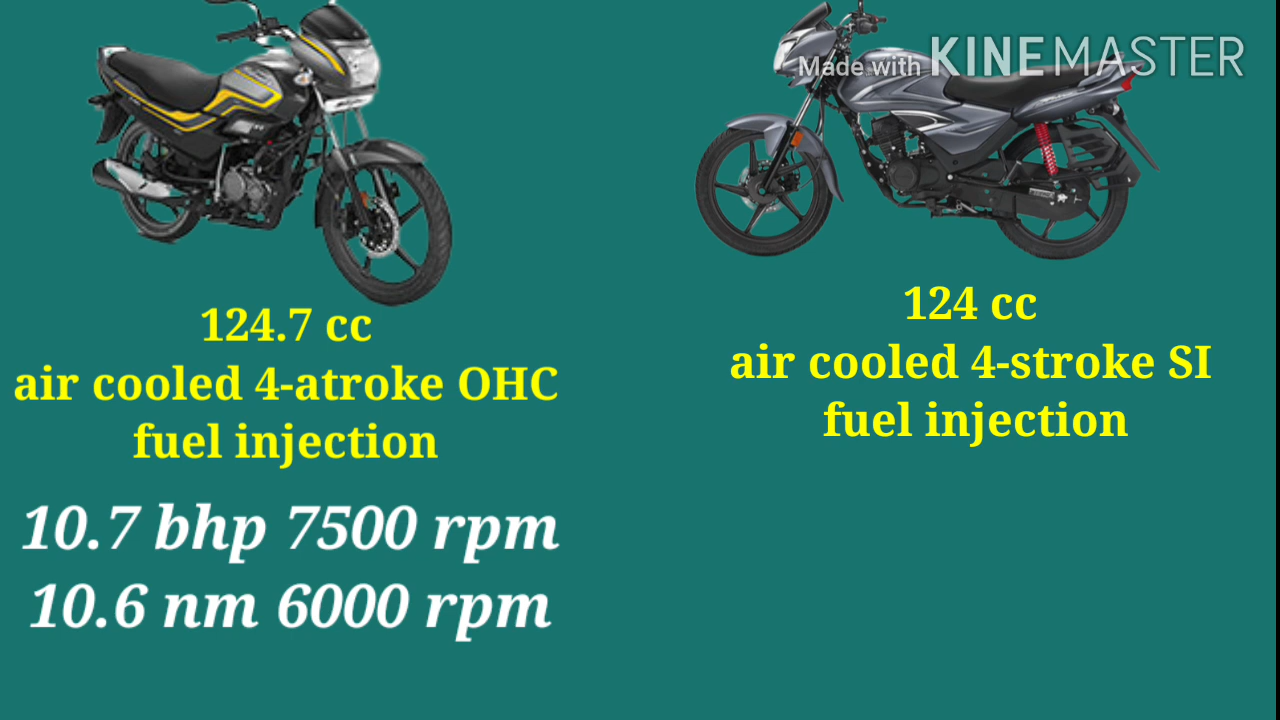 Made with KINEMASTER
124.7 cc
air cooled 4-atroke OHC
fuel injection
10.7 bhp 7500 rpm
10.6 nm 6000 rpm
124 cc
air cooled 4-stroke SI
fuel injection